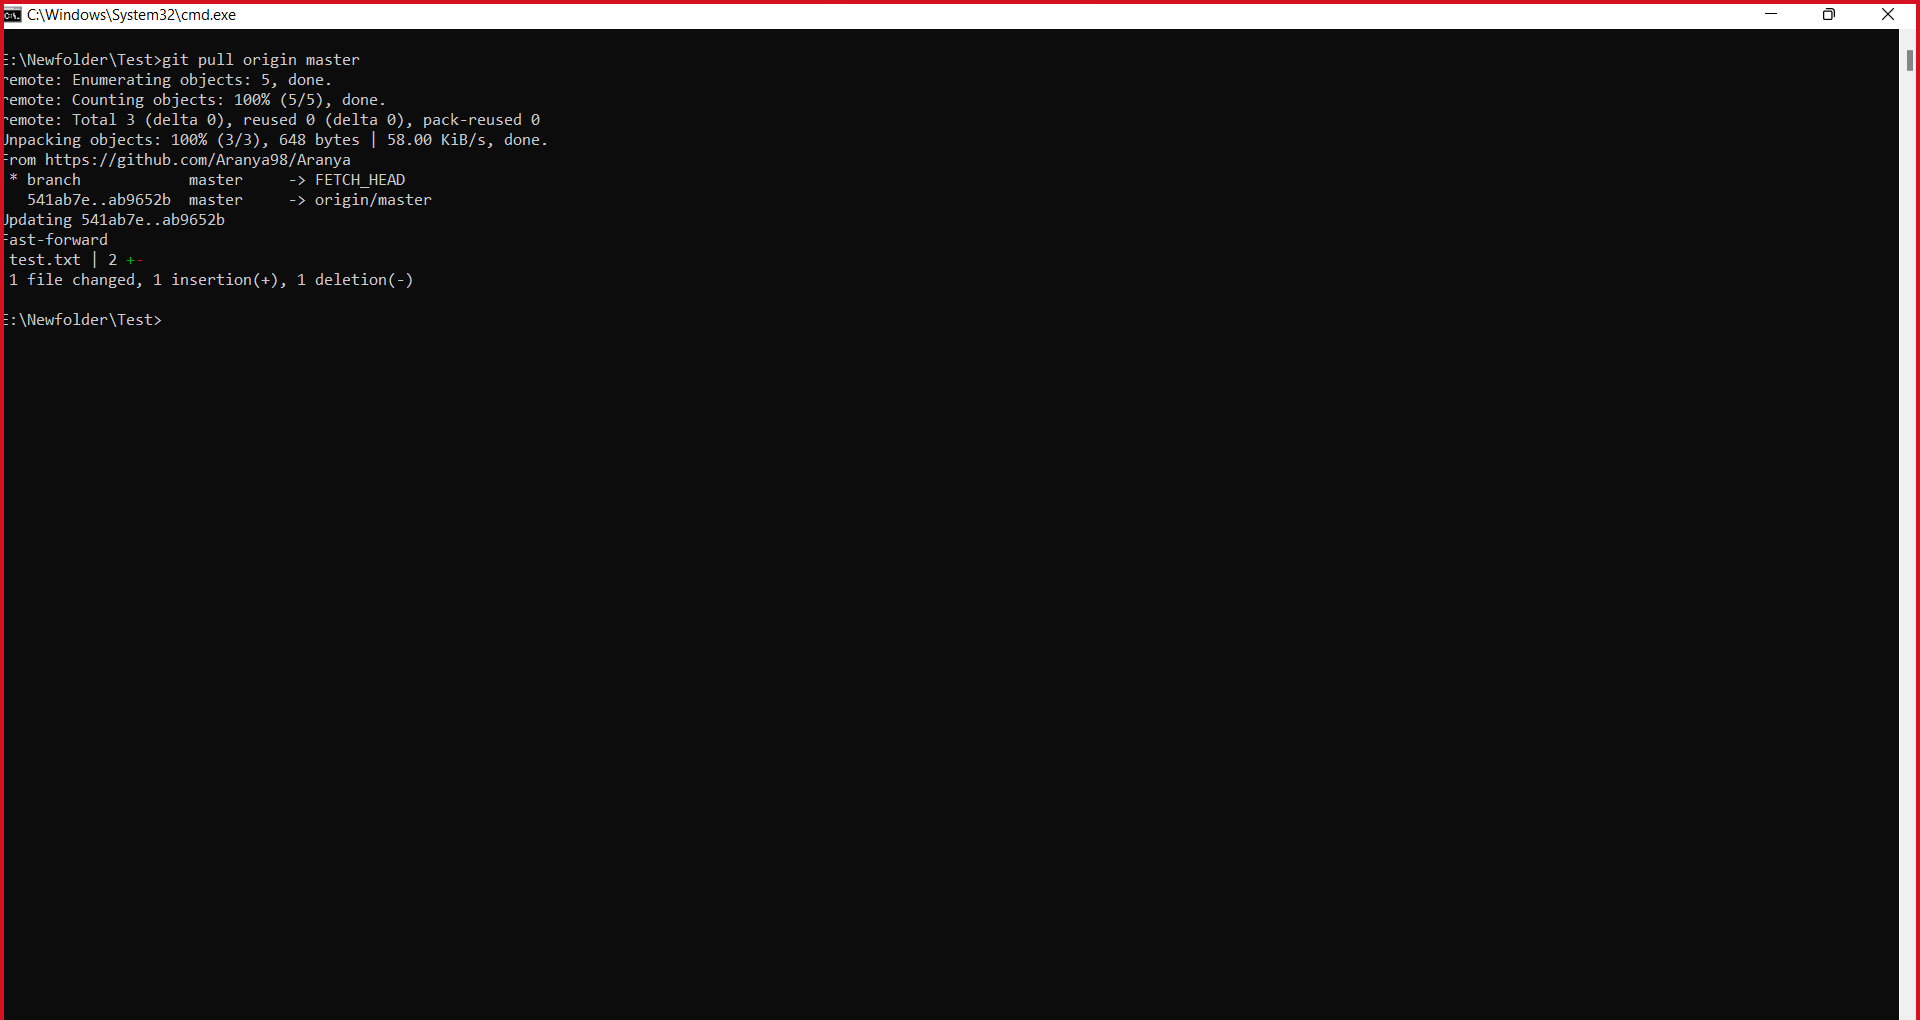 C:\Windows\System32\cmd.exe
E:\Newfolder\Test>git pull origin master
remote: Enumerating objects: 5, done.
remote: Counting objects: 100% (5/5), done.
remote: Total 3 (delta 0), reused 0 (delta 0), pack-reused 0
Unpacking objects: 100% (3/3), 648 bytes | 58.00 KiB/s, done.
From https://github.com/Aranya98/Aranya
 * branch            master     -> FETCH_HEAD
   541ab7e..ab9652b  master     -> origin/master
Updating 541ab7e..ab9652b
Fast-forward
 test.txt | 2 +-
 1 file changed, 1 insertion(+), 1 deletion(-)
E:\Newfolder\Test>